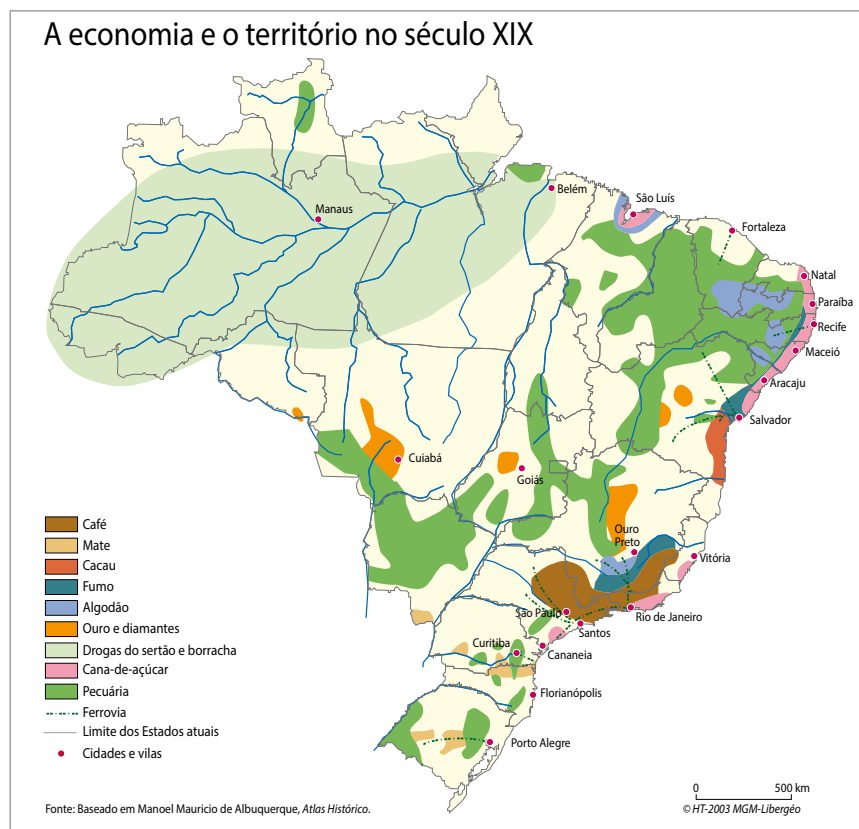 A economia e o território no século XIX
Manaus
Belém
São Luís
Fortaleza
Natal
Paraíba
Recife
Maceió
Aracaju
Salvador
Cuiabá
Goiás
Ouro
Preto
Vitória
São Paulo
Rio de Janeiro
Santos
Curitiba
Cananeia
Florianópolis
Porto Alegre
Café
Mate
Cacau
Fumo
Algodão
Ouro e diamantes
Drogas do sertão e borracha
Cana-de-açúcar
Pecuária
Ferrovia
Limite dos Estados atuais
Cidades e vilas
0 500 km
Fonte: Baseado em Manoel Mauricio de Albuquerque, Atlas Histórico.
© HT-2003 MGM-Libergéo